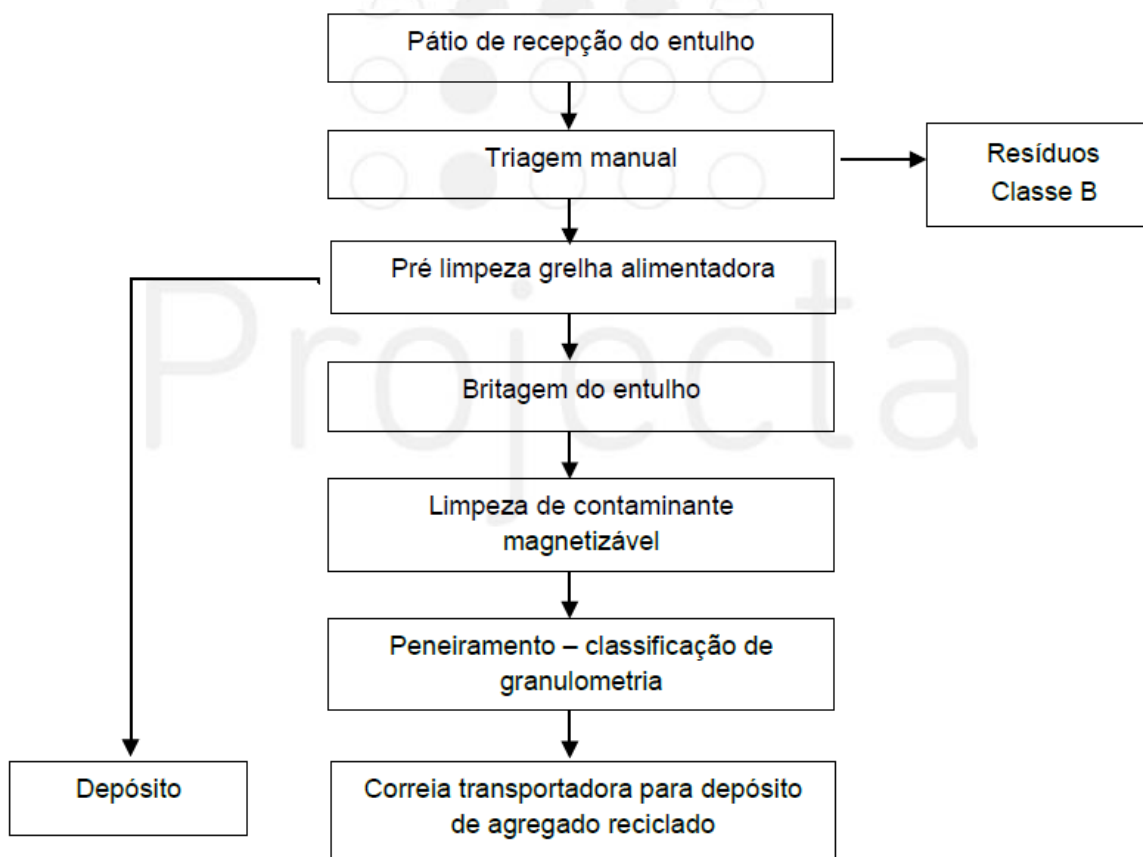 Pátio de recepção do entulho
Triagem manual
Resíduos
Classe B
Pré limpeza grelha alimentadora
Projecta
Britagem do entulho
Limpeza de contaminante
magnetizável
Peneiramento – classificação de
granulometria
Depósito
Correia transportadora para depósito
de agregado reciclado